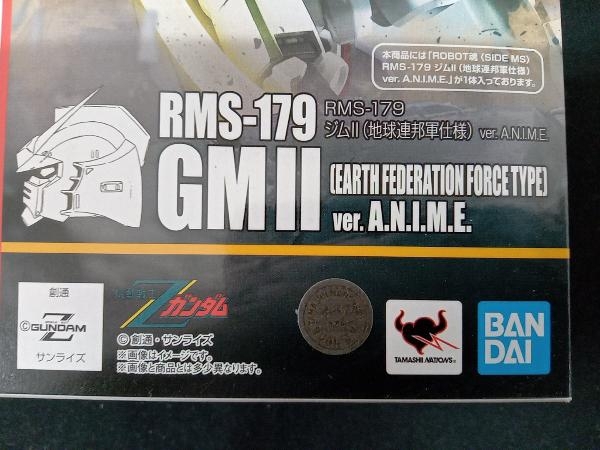 本商品には「ROBOT魂〈SIDE MS〉
RMS-179 ジムII(地球連邦軍仕様)
ver. A.N.I.M.E.」が1体入っております。
RMS-179
GM II
RMS-179
ジムII(地球連邦軍仕様) ver. A.N.I.M.E.
[EARTH FEDERATION FORCE TYPE]
ver. A.N.I.M.E.
創通
©GUNDAM
サンライズ
機動戦士
Zガンダム
© 創通・サンライズ
※画像はイメージです。
※画像と商品とは多少異なります。
TAMASHII NATIONS
BAN
DAI